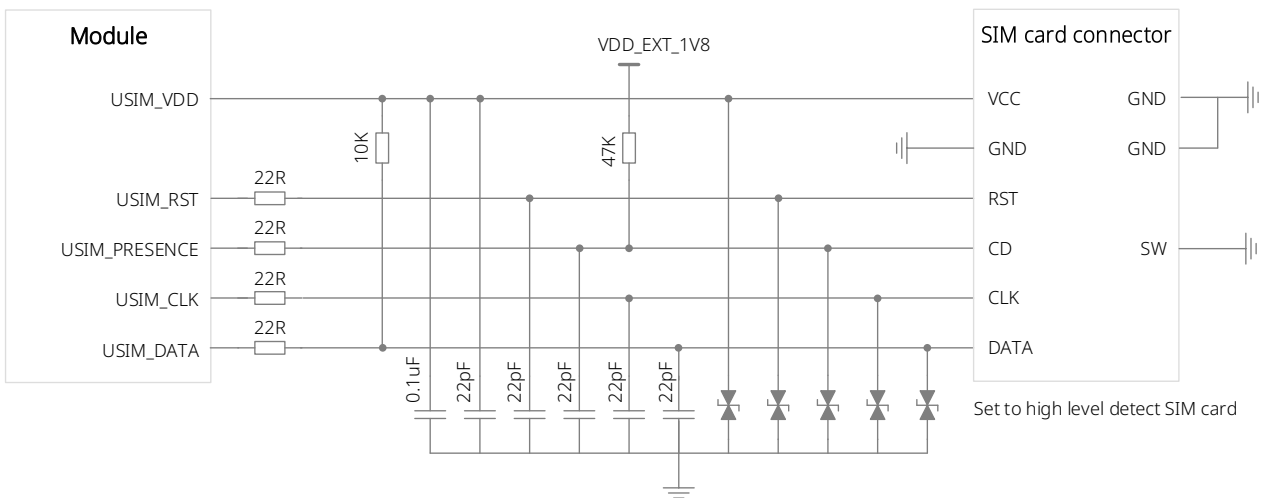 Module
SIM card connector
VDD_EXT_1V8
USIM_VDD
VCC
GND
10K
47K
GND
GND
22R
USIM_RST
RST
22R
USIM_PRESENCE
CD
SW
22R
USIM_CLK
CLK
22R
USIM_DATA
DATA
0.1uF
22pF
22pF
22pF
22pF
22pF
Set to high level detect SIM card